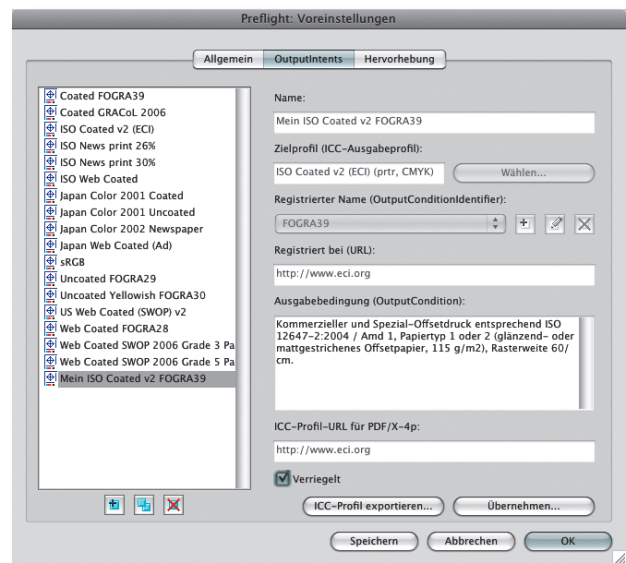 Preflight: Voreinstellungen
Allgemein
OutputIntents
Hervorhebung
Coated FOGRA39
Coated GRACoL 2006
ISO Coated v2 (ECI)
ISO News print 26%
ISO News print 30%
ISO Web Coated
Japan Color 2001 Coated
Japan Color 2001 Uncoated
Japan Color 2002 Newspaper
Japan Web Coated (Ad)
sRGB
Uncoated FOGRA29
Uncoated Yellowish FOGRA30
US Web Coated (SWOP) v2
Web Coated FOGRA28
Web Coated SWOP 2006 Grade 3 Pa
Web Coated SWOP 2006 Grade 5 Pa
Mein ISO Coated v2 FOGRA39
Name:
Mein ISO Coated v2 FOGRA39
Zielprofil (ICC-Ausgabeprofil):
ISO Coated v2 (ECI) (prtr, CMYK)
Wählen...
Registrierter Name (OutputConditionIdentifier):
FOGRA39
Registriert bei (URL):
http://www.eci.org
Ausgabebedingung (OutputCondition):
Kommerzieller und Spezial-Offsetdruck entsprechend ISO
12647-2:2004 / Amd 1, Papiertyp 1 oder 2 (glänzend- oder
mattgestrichenes Offsetpapier, 115 g/m2), Rasterweite 60/
cm.
ICC-Profil-URL für PDF/X-4p:
http://www.eci.org
Verriegelt
ICC-Profil exportieren...
Übernehmen...
Speichern
Abbrechen
OK